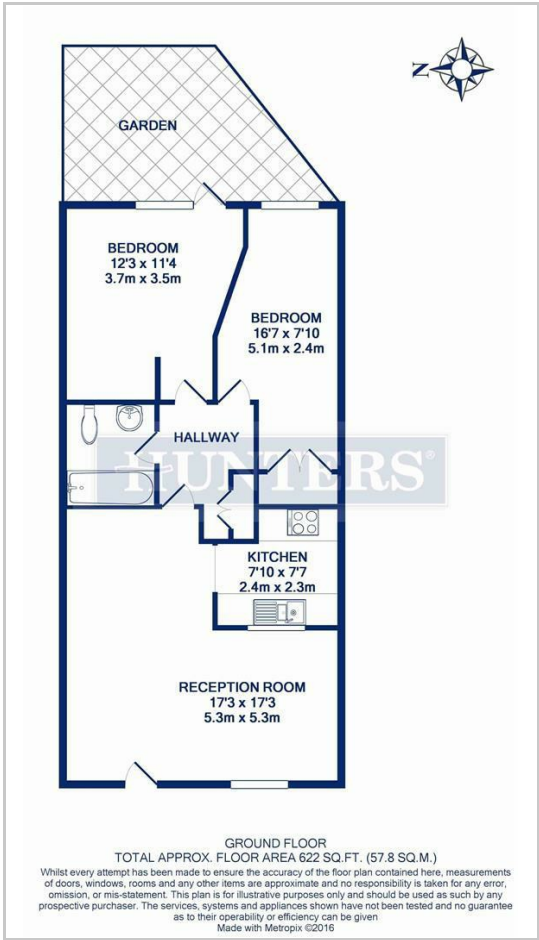 N
GARDEN
BEDROOM
12'3 x 11'4
3.7m x 3.5m
BEDROOM
16'7 x 7'10
5.1m x 2.4m
HALLWAY
HUNTERS®
KITCHEN
7'10 x 7'7
2.4m x 2.3m
RECEPTION ROOM
17'3 x 17'3
5.3m x 5.3m
GROUND FLOOR
TOTAL APPROX. FLOOR AREA 622 SQ.FT. (57.8 SQ.M.)
Whilst every attempt has been made to ensure the accuracy of the floor plan contained here, measurements
of doors, windows, rooms and any other items are approximate and no responsibility is taken for any error,
omission, or mis-statement. This plan is for illustrative purposes only and should be used as such by any
prospective purchaser. The services, systems and appliances shown have not been tested and no guarantee
as to their operability or efficiency can be given
Made with Metropix ©2016